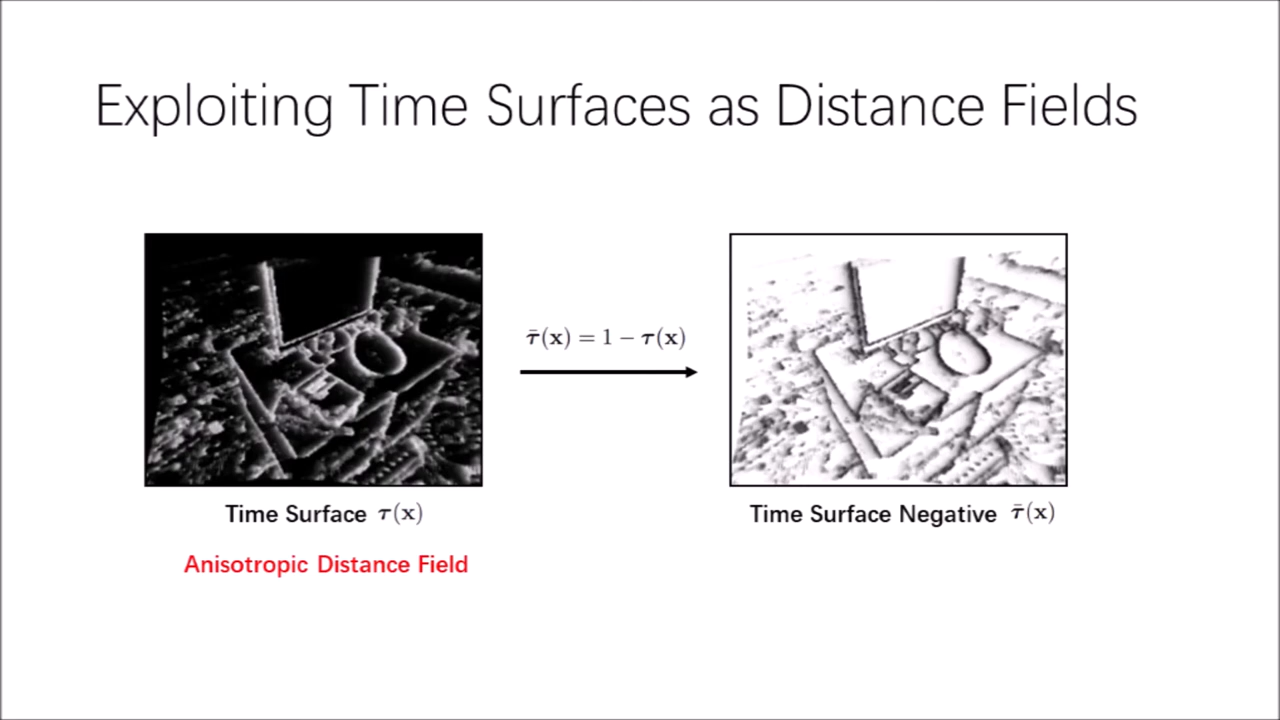 Exploiting Time Surfaces as Distance Fields
τ̄(x) = 1 − τ(x)
Time Surface τ(x)
Time Surface Negative τ̄(x)
Anisotropic Distance Field